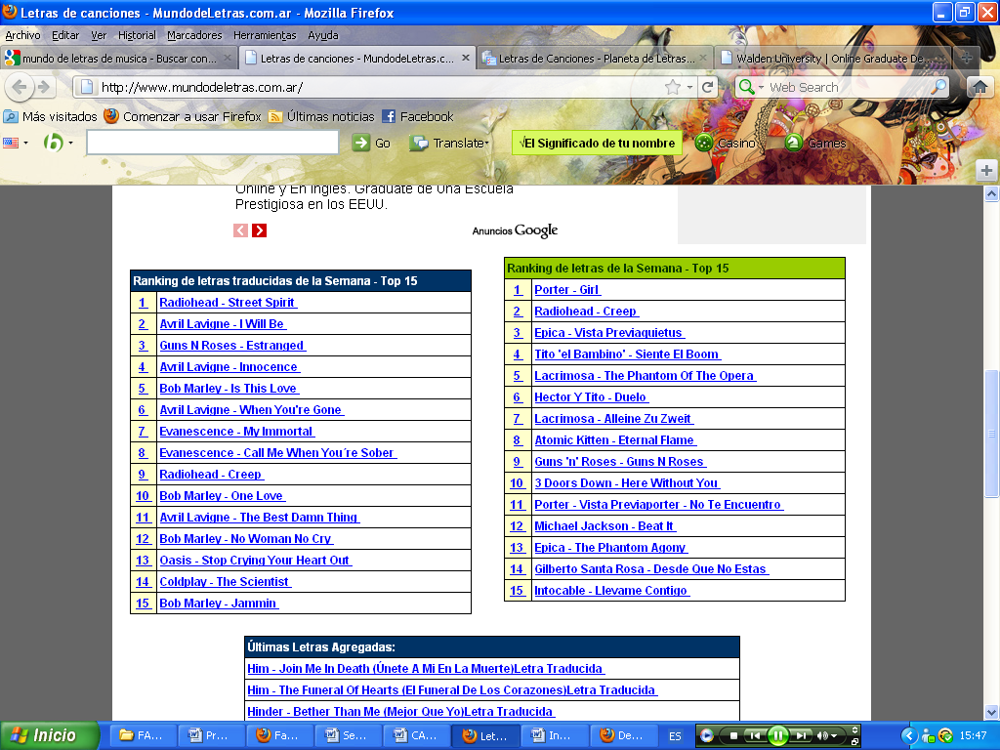 Letras de canciones - MundodeLetras.com.ar - Mozilla Firefox
Archivo Editar Ver Historial Marcadores Herramientas Ayuda
mundo de letras de musica - Buscar con... Letras de canciones - MundodeLetras.c... Letras de Canciones - Planeta de Letras... Walden University | Online Graduate De...
http://www.mundodeletras.com.ar/ Web Search
Más visitados Comenzar a usar Firefox Últimas noticias Facebook
Go Translate √El Significado de tu nombre Casino Games
Online y En Ingles. Graduate de Una Escuela
Prestigiosa en los EEUU.
Anuncios Google
Ranking de letras traducidas de la Semana - Top 15
1 Radiohead - Street Spirit
2 Avril Lavigne - I Will Be
3 Guns N Roses - Estranged
4 Avril Lavigne - Innocence
5 Bob Marley - Is This Love
6 Avril Lavigne - When You're Gone
7 Evanescence - My Immortal
8 Evanescence - Call Me When You´re Sober
9 Radiohead - Creep
10 Bob Marley - One Love
11 Avril Lavigne - The Best Damn Thing
12 Bob Marley - No Woman No Cry
13 Oasis - Stop Crying Your Heart Out
14 Coldplay - The Scientist
15 Bob Marley - Jammin
Ranking de letras de la Semana - Top 15
1 Porter - Girl
2 Radiohead - Creep
3 Epica - Vista Previaquietus
4 Tito 'el Bambino' - Siente El Boom
5 Lacrimosa - The Phantom Of The Opera
6 Hector Y Tito - Duelo
7 Lacrimosa - Alleine Zu Zweit
8 Atomic Kitten - Eternal Flame
9 Guns 'n' Roses - Guns N Roses
10 3 Doors Down - Here Without You
11 Porter - Vista Previaporter - No Te Encuentro
12 Michael Jackson - Beat It
13 Epica - The Phantom Agony
14 Gilberto Santa Rosa - Desde Que No Estas
15 Intocable - Llevame Contigo
Últimas Letras Agregadas:
Him - Join Me In Death (Únete A Mi En La Muerte)Letra Traducida
Him - The Funeral Of Hearts (El Funeral De Los Corazones)Letra Traducida
Hinder - Bether Than Me (Mejor Que Yo)Letra Traducida
Inicio FA... Pr... Fa... Se... CA... Let... In... De... ES 15:47